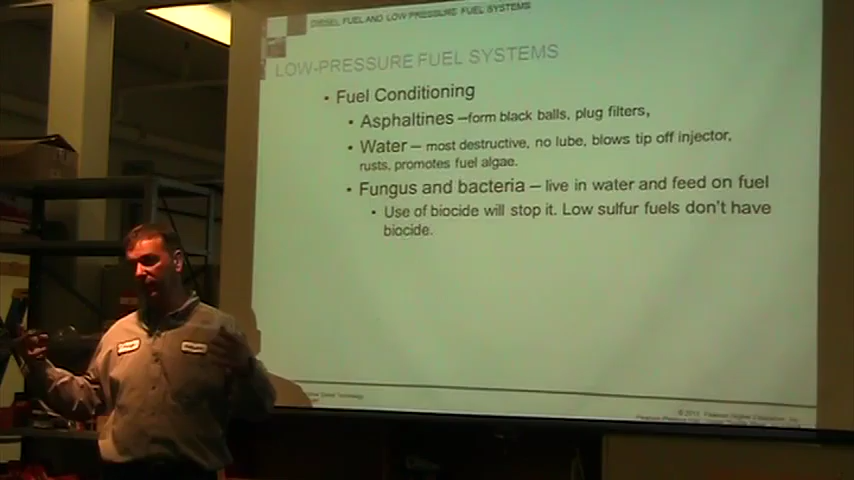 DIESEL FUEL AND LOW-PRESSURE FUEL SYSTEMS
LOW-PRESSURE FUEL SYSTEMS
• Fuel Conditioning
• Asphaltines –form black balls, plug filters,
• Water – most destructive, no lube, blows tip off injector,
rusts, promotes fuel algae.
• Fungus and bacteria – live in water and feed on fuel
• Use of biocide will stop it. Low sulfur fuels don't have
biocide.